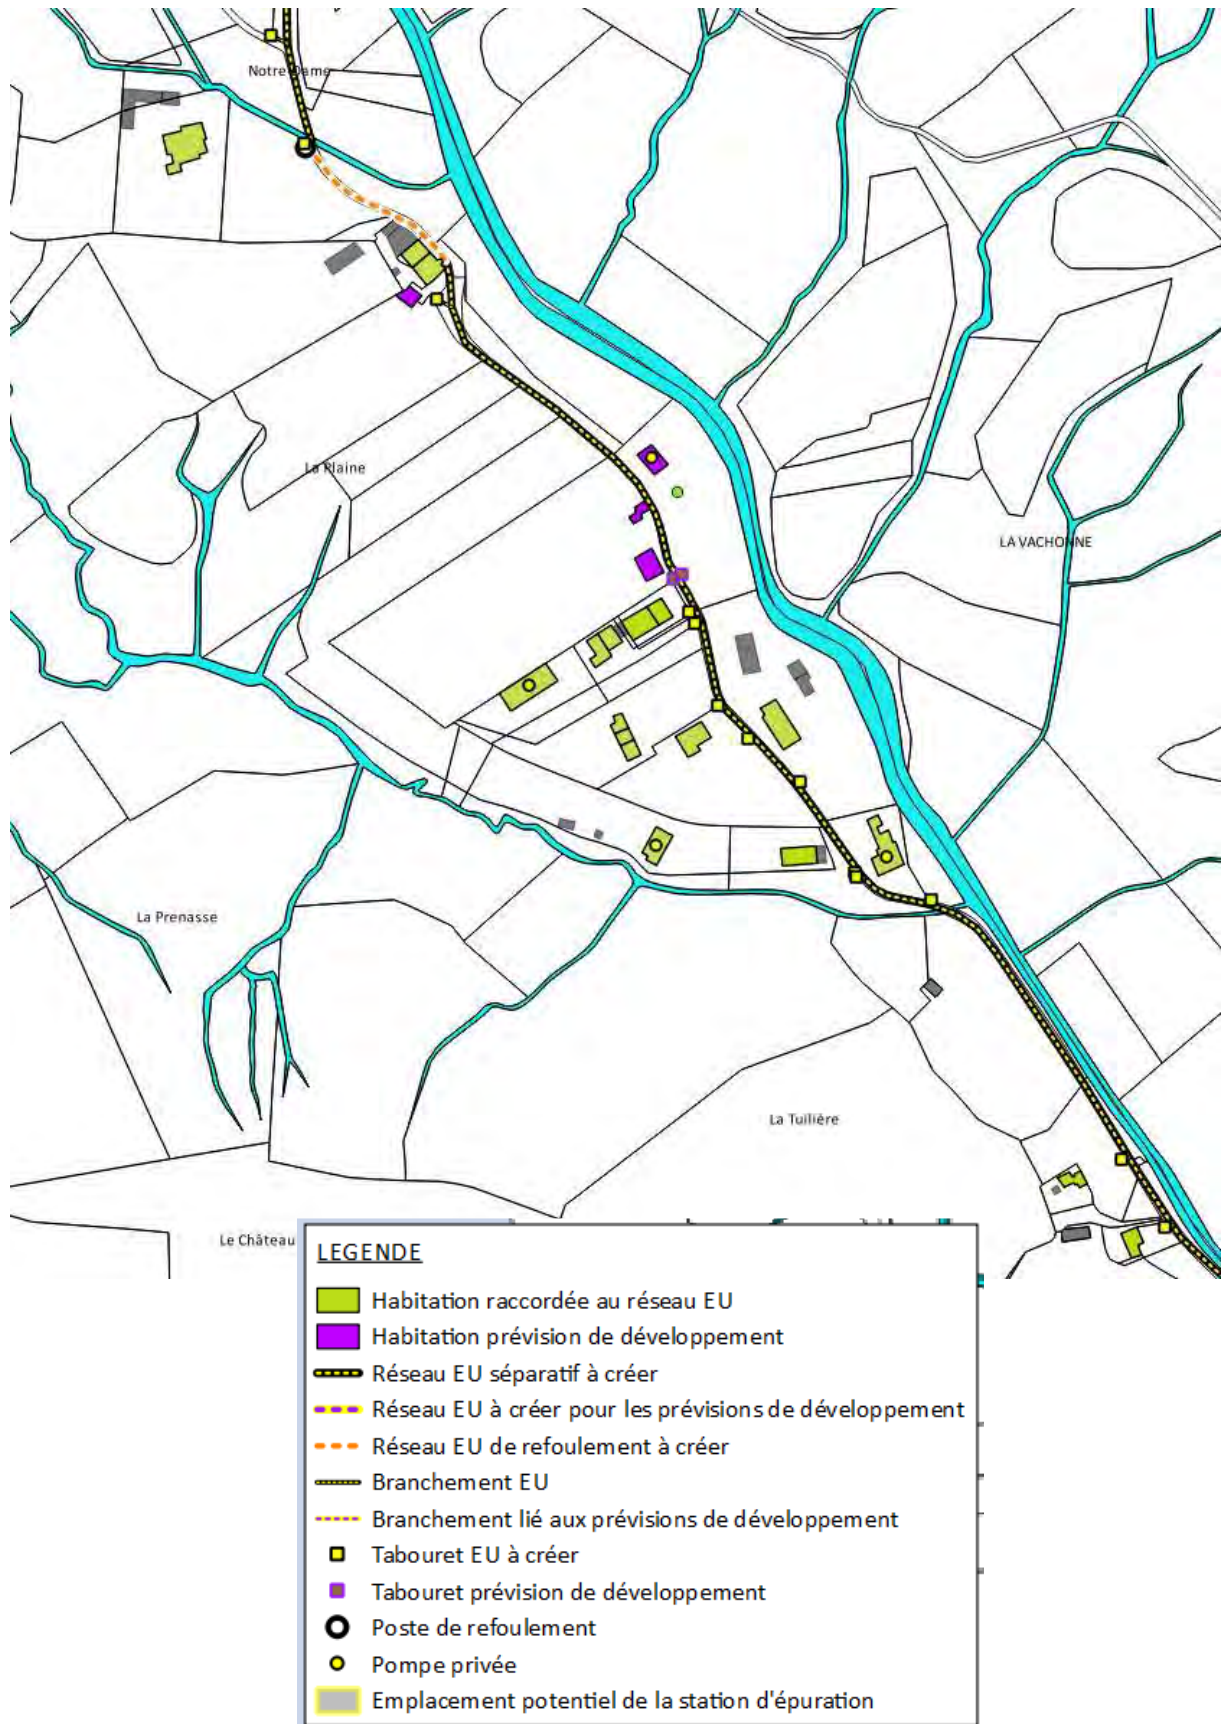 Notre Dame
La Plaine
LA VACHONNE
La Prenasse
La Tuilière
Le Château
LEGENDE
Habitation raccordée au réseau EU
Habitation prévision de développement
Réseau EU séparatif à créer
Réseau EU à créer pour les prévisions de développement
Réseau EU de refoulement à créer
Branchement EU
Branchement lié aux prévisions de développement
Tabouret EU à créer
Tabouret prévision de développement
Poste de refoulement
Pompe privée
Emplacement potentiel de la station d'épuration